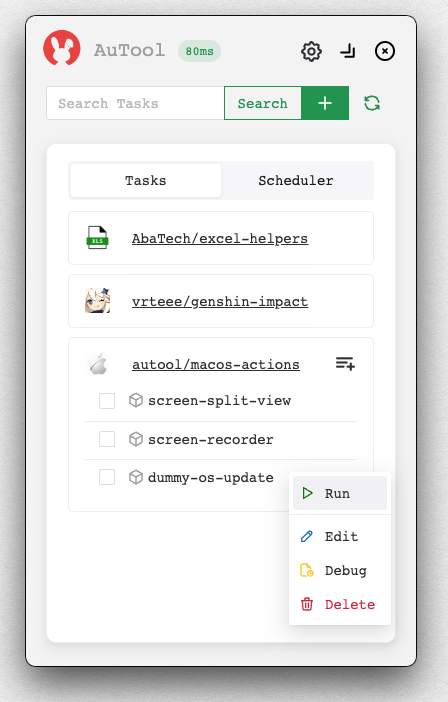 AuTool 80ms
Search Tasks Search
Tasks Scheduler
XLS AbaTech/excel-helpers
vrteee/genshin-impact
autool/macos-actions
screen-split-view
screen-recorder
dummy-os-update
Run
Edit
Debug
Delete